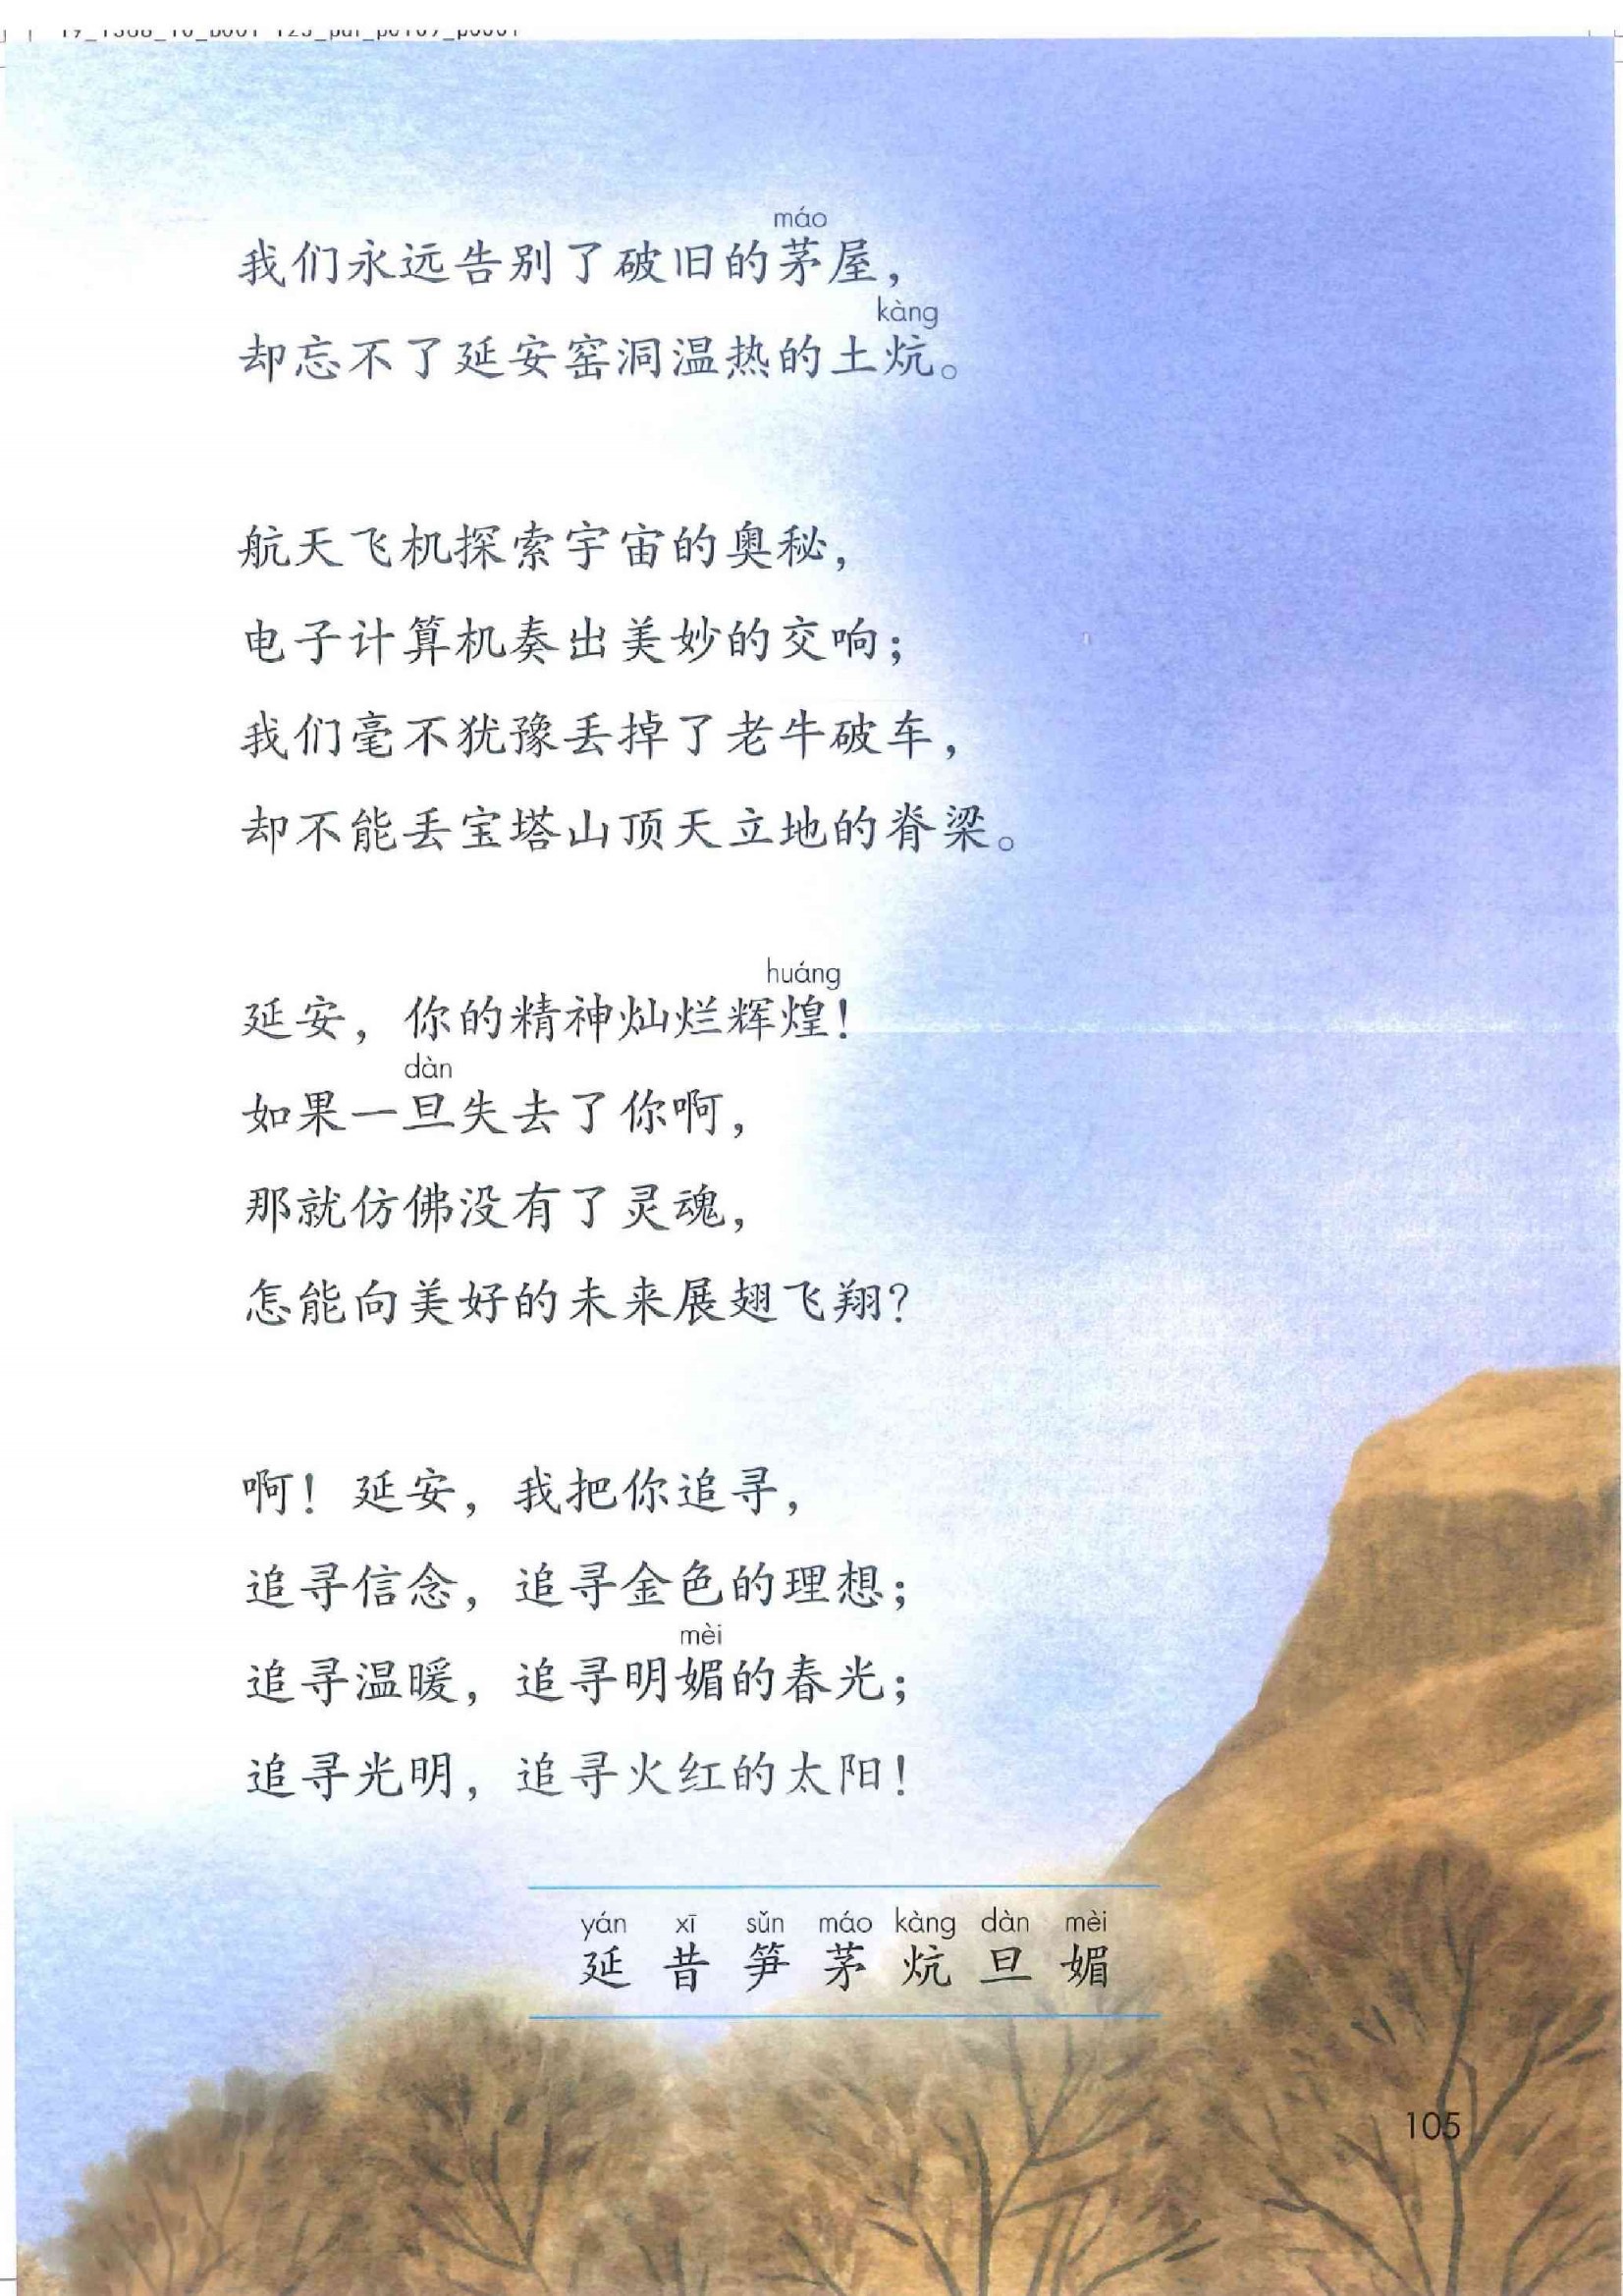 máo
我们永远告别了破旧的茅屋，
kàng
却忘不了延安窑洞温热的土炕。
航天飞机探索宇宙的奥秘，
电子计算机奏出美妙的交响；
我们毫不犹豫丢掉了老牛破车，
却不能丢宝塔山顶天立地的脊梁。
huáng
延安，你的精神灿烂辉煌！
dàn
如果一旦失去了你啊，
那就仿佛没有了灵魂，
怎能向美好的未来展翅飞翔？
啊！延安，我把你追寻，
追寻信念，追寻金色的理想；
mèi
追寻温暖，追寻明媚的春光；
追寻光明，追寻火红的太阳！
yán xī sǔn máo kàng dàn mèi
延 昔 笋 茅 炕 旦 媚
105